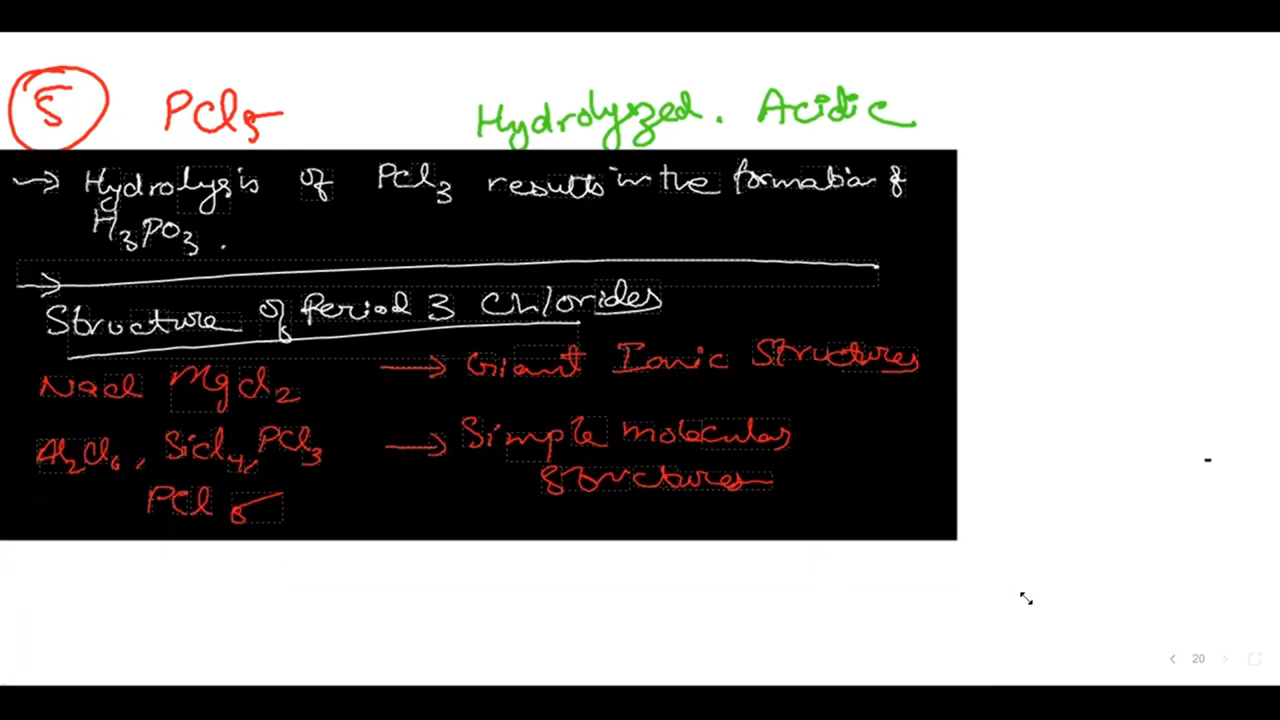 5 PCl5 Hydrolyzed. Acidic
→ Hydrolysis of PCl3 results in the formation of
H3PO3.
Structure of Period 3 Chlorides
NaCl MgCl2 → Giant Ionic Structures
Al2Cl6, SiCl4, PCl3 → Simple molecular
PCl5 structures
20